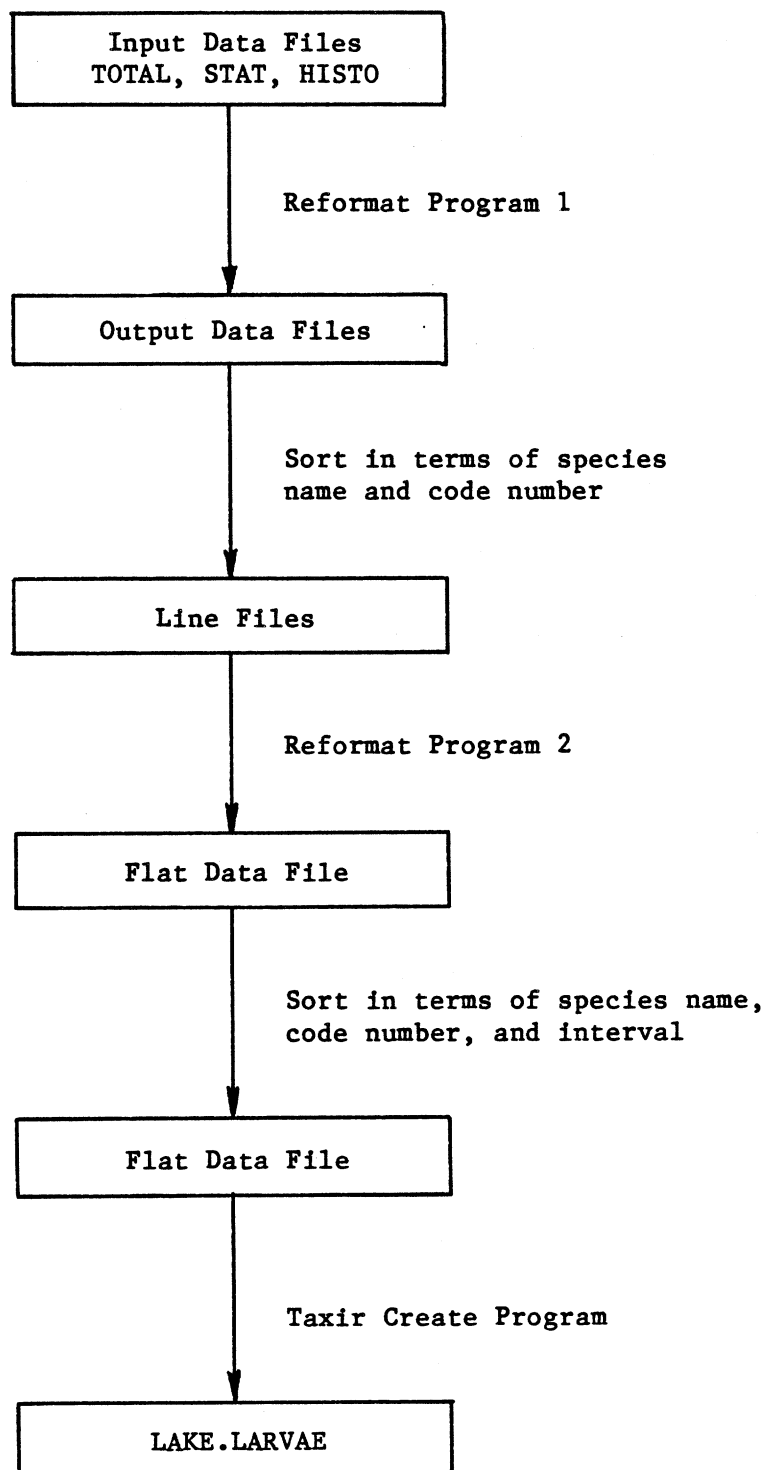 Input Data Files
TOTAL, STAT, HISTO
Reformat Program 1
Output Data Files
Sort in terms of species
name and code number
Line Files
Reformat Program 2
Flat Data File
Sort in terms of species name,
code number, and interval
Flat Data File
Taxir Create Program
LAKE.LARVAE